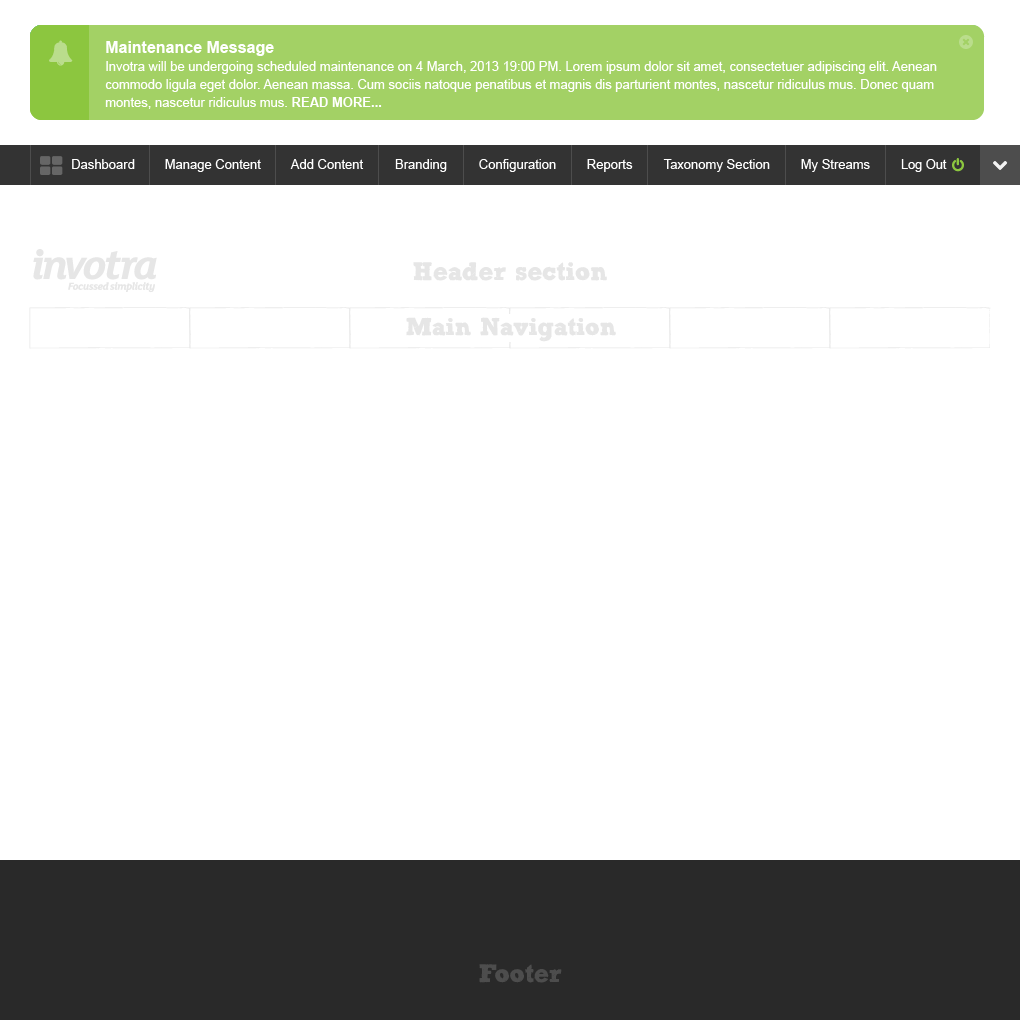 Maintenance Message
Invotra will be undergoing scheduled maintenance on 4 March, 2013 19:00 PM. Lorem ipsum dolor sit amet, consectetuer adipiscing elit. Aenean
commodo ligula eget dolor. Aenean massa. Cum sociis natoque penatibus et magnis dis parturient montes, nascetur ridiculus mus. Donec quam
montes, nascetur ridiculus mus. READ MORE...
Dashboard Manage Content Add Content Branding Configuration Reports Taxonomy Section My Streams Log Out
invotra
Focussed simplicity
Header section
Main Navigation
Footer